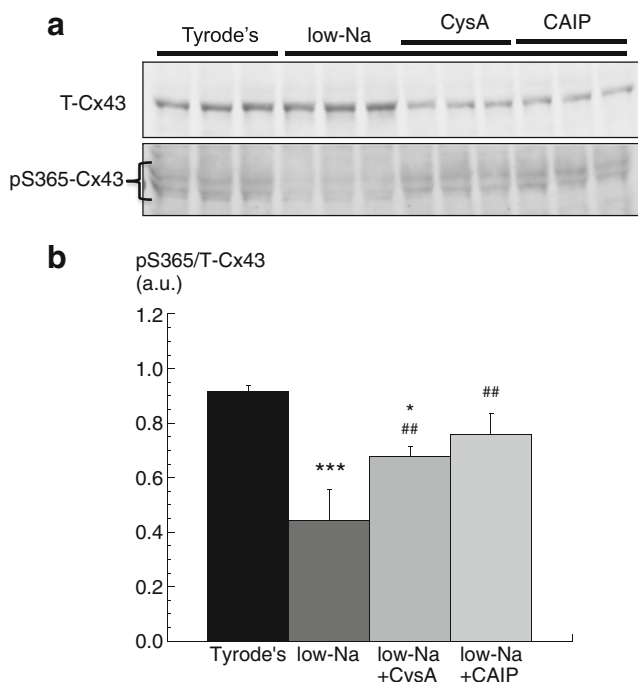 a
Tyrode's low-Na CysA CAIP
T-Cx43
pS365-Cx43
b
pS365/T-Cx43
(a.u.)
1.2
1.0
0.8
0.6
0.4
0.2
0.0
***
*
##
##
Tyrode's low-Na low-Na low-Na
+CysA +CAIP